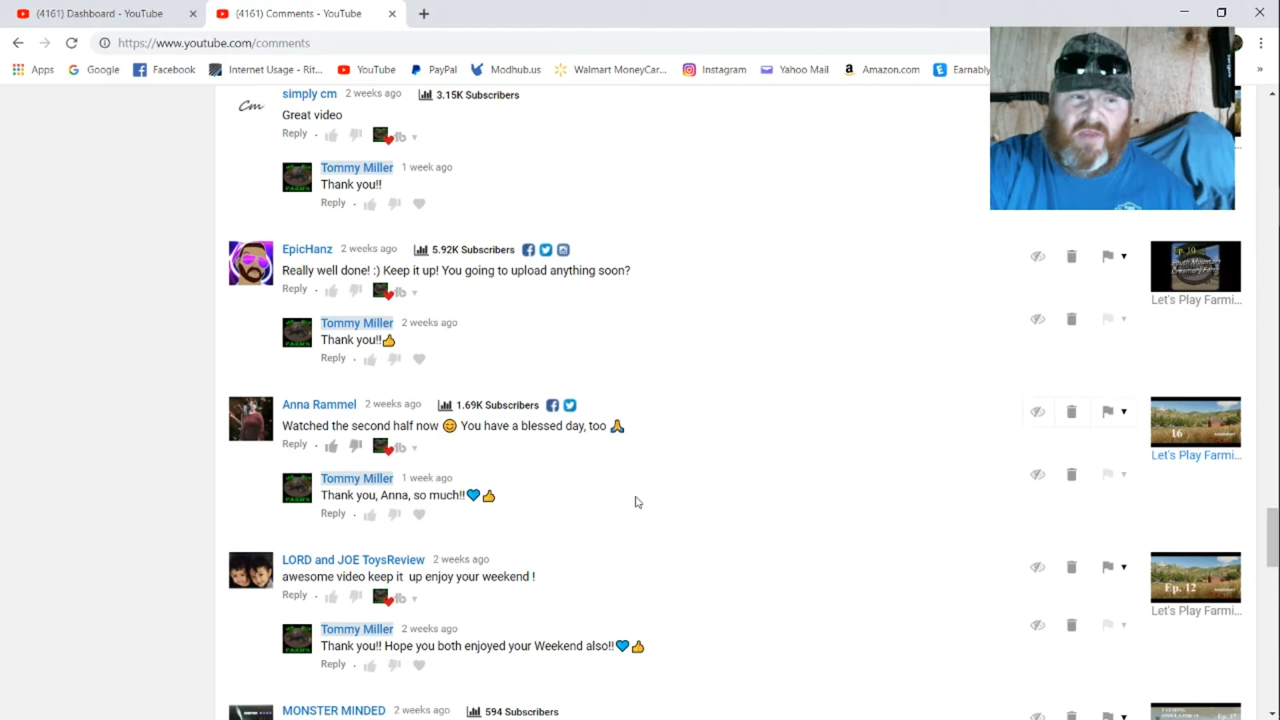 (4161) Dashboard - YouTube
(4161) Comments - YouTube
https://www.youtube.com/comments
Apps Google Facebook Internet Usage - Rit... YouTube PayPal Modhub.us Walmart MoneyCar... Instagram Yahoo Mail Amazon.com Earnably
Cm
simply cm 2 weeks ago 3.15K Subscribers
Great video
Reply
Tommy Miller 1 week ago
Thank you!!
Reply
EpicHanz 2 weeks ago 5.92K Subscribers
Really well done! :) Keep it up! You going to upload anything soon?
Reply
Ep. 10
South Mountain
Creamery Farm
Let's Play Farmi...
Tommy Miller 2 weeks ago
Thank you!!👍
Reply
Anna Rammel 2 weeks ago 1.69K Subscribers
Watched the second half now 😊 You have a blessed day, too 🙏
Reply
16
Let's Play Farmi...
Tommy Miller 1 week ago
Thank you, Anna, so much!!💙👍
Reply
LORD and JOE ToysReview 2 weeks ago
awesome video keep it up enjoy your weekend !
Reply
Ep. 12
Let's Play Farmi...
Tommy Miller 2 weeks ago
Thank you!! Hope you both enjoyed your Weekend also!!💙👍
Reply
MONSTER MINDED 2 weeks ago 594 Subscribers